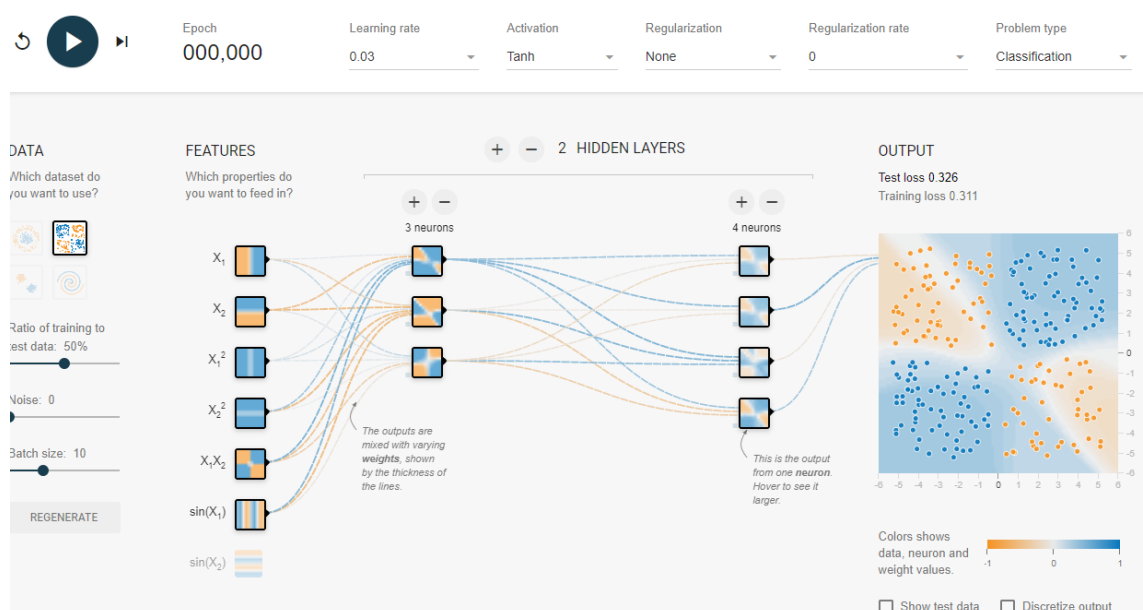 Epoch
000,000
Learning rate
0.03
Activation
Tanh
Regularization
None
Regularization rate
0
Problem type
Classification
DATA
Which dataset do
you want to use?
Ratio of training to
test data: 50%
Noise: 0
Batch size: 10
REGENERATE
FEATURES
Which properties do
you want to feed in?
X₁
X₂
X₁²
X₂²
X₁X₂
sin(X₁)
sin(X₂)
+ − 2 HIDDEN LAYERS
+ −
3 neurons
+ −
4 neurons
The outputs are
mixed with varying
weights, shown
by the thickness of
the lines.
This is the output
from one neuron.
Hover to see it
larger.
OUTPUT
Test loss 0.326
Training loss 0.311
6
5
4
3
2
1
0
-1
-2
-3
-4
-5
-6
-6 -5 -4 -3 -2 -1 0 1 2 3 4 5 6
Colors shows
data, neuron and
weight values.
-1 0 1
Show test data
Discretize output